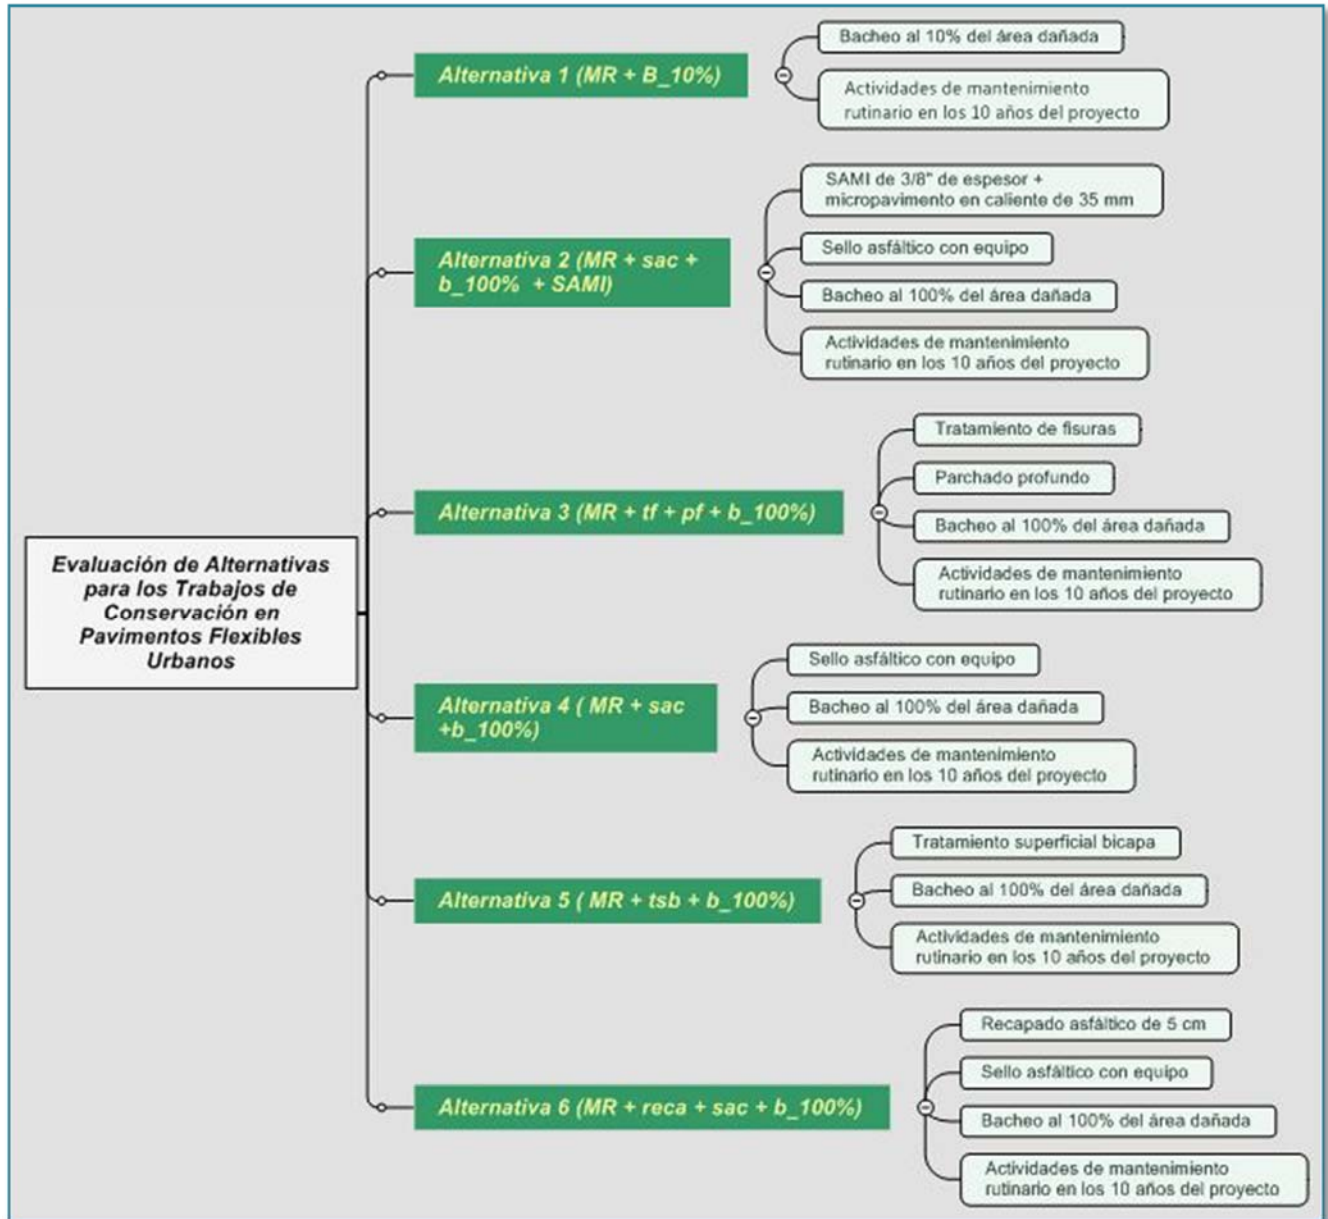 Evaluación de Alternativas
para los Trabajos de
Conservación en
Pavimentos Flexibles
Urbanos
Alternativa 1 (MR + B_10%)
Bacheo al 10% del área dañada
Actividades de mantenimiento
rutinario en los 10 años del proyecto
Alternativa 2 (MR + sac +
b_100% + SAMI)
SAMI de 3/8" de espesor +
micropavimento en caliente de 35 mm
Sello asfáltico con equipo
Bacheo al 100% del área dañada
Actividades de mantenimiento
rutinario en los 10 años del proyecto
Alternativa 3 (MR + tf + pf + b_100%)
Tratamiento de fisuras
Parchado profundo
Bacheo al 100% del área dañada
Actividades de mantenimiento
rutinario en los 10 años del proyecto
Alternativa 4 ( MR + sac
+b_100%)
Sello asfáltico con equipo
Bacheo al 100% del área dañada
Actividades de mantenimiento
rutinario en los 10 años del proyecto
Alternativa 5 ( MR + tsb + b_100%)
Tratamiento superficial bicapa
Bacheo al 100% del área dañada
Actividades de mantenimiento
rutinario en los 10 años del proyecto
Alternativa 6 (MR + reca + sac + b_100%)
Recapado asfáltico de 5 cm
Sello asfáltico con equipo
Bacheo al 100% del área dañada
Actividades de mantenimiento
rutinario en los 10 años del proyecto